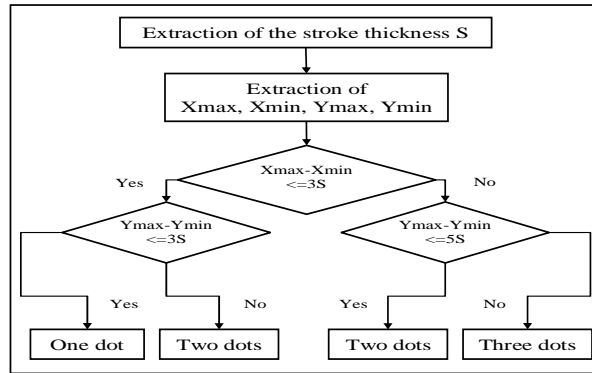 Extraction of the stroke thickness S
Extraction of
Xmax, Xmin, Ymax, Ymin
Xmax-Xmin
<=3S
Yes
No
Ymax-Ymin
<=3S
Ymax-Ymin
<=5S
Yes
No
Yes
No
One dot
Two dots
Two dots
Three dots